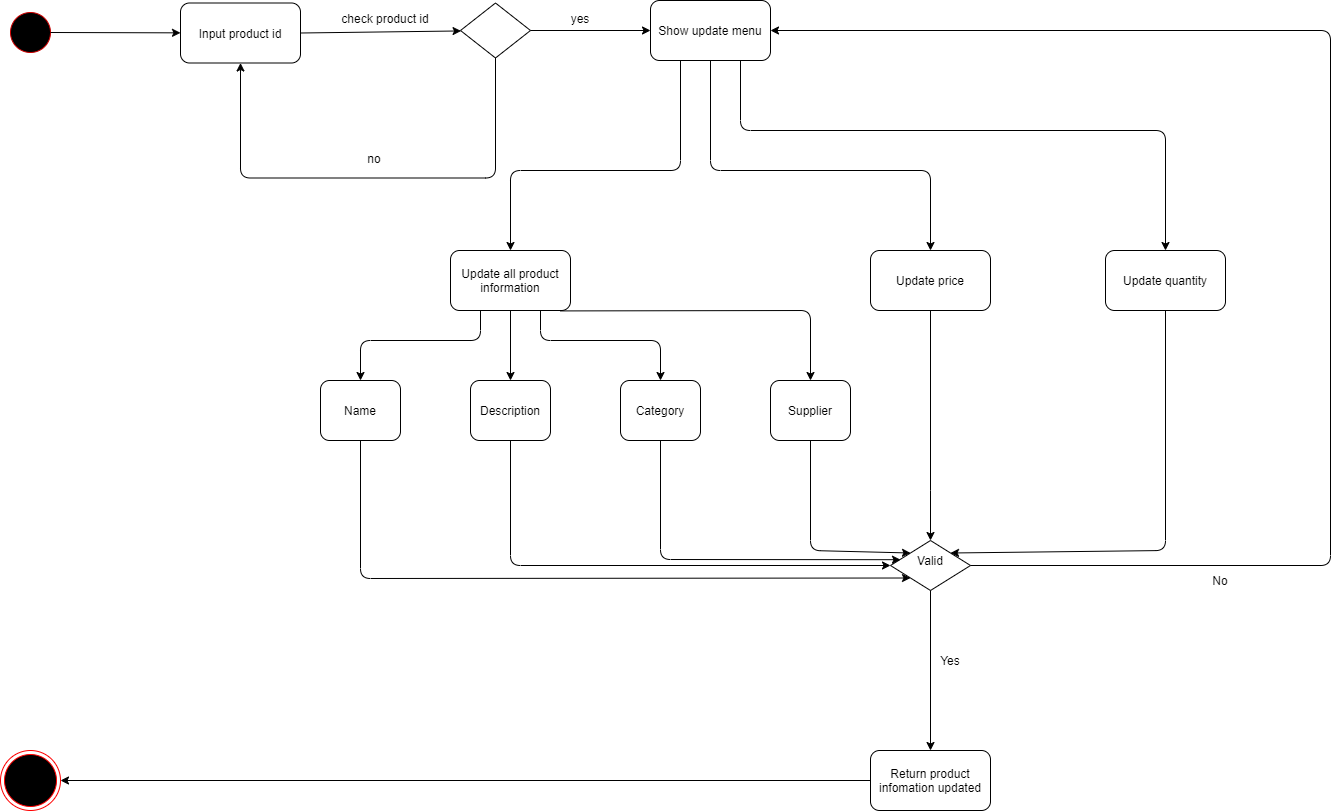 Input product id
check product id
yes
Show update menu
no
Update all product
information
Update price
Update quantity
Name
Description
Category
Supplier
Valid
No
Yes
Return product
infomation updated